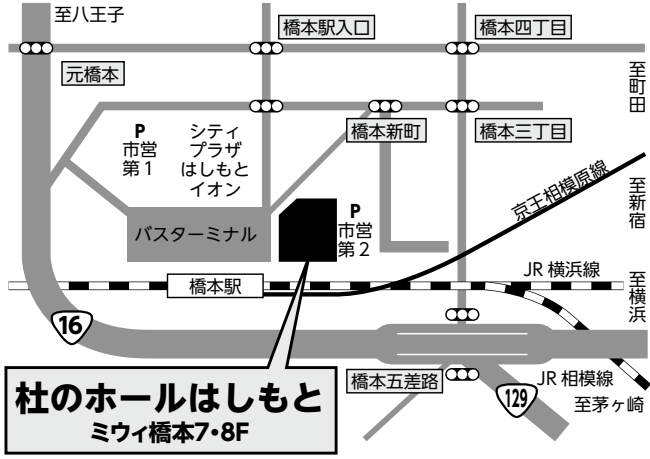 至八王子
橋本駅入口
橋本四丁目
元橋本
至町田
P
市営
第1
シティ
プラザ
はしもと
イオン
橋本新町
橋本三丁目
京王相模原線
至新宿
バスターミナル
P
市営
第2
橋本駅
JR 横浜線
至横浜
16
杜のホールはしもと
ミウィ橋本7・8F
橋本五差路
129
JR 相模線
至茅ヶ崎